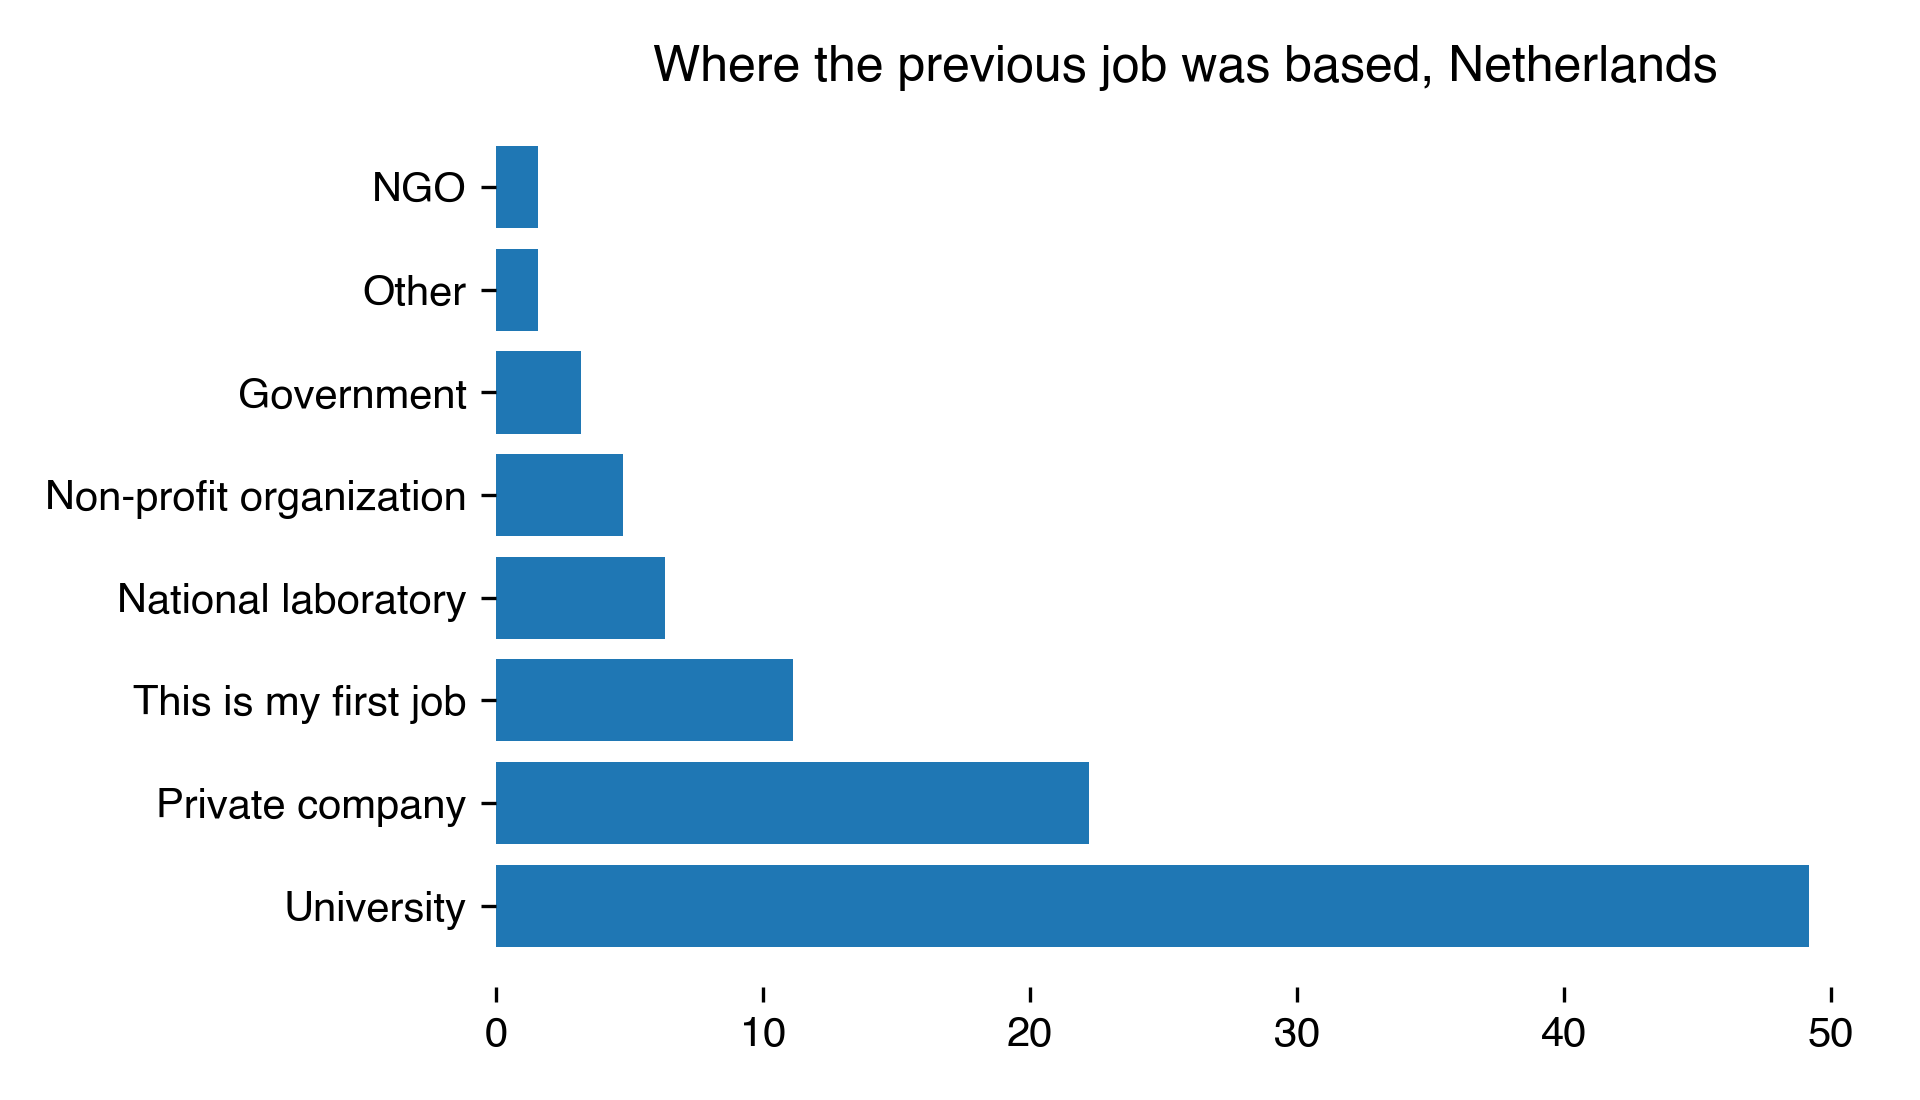 Where the previous job was based, Netherlands
NGO
Other
Government
Non-profit organization
National laboratory
This is my first job
Private company
University
0 10 20 30 40 50